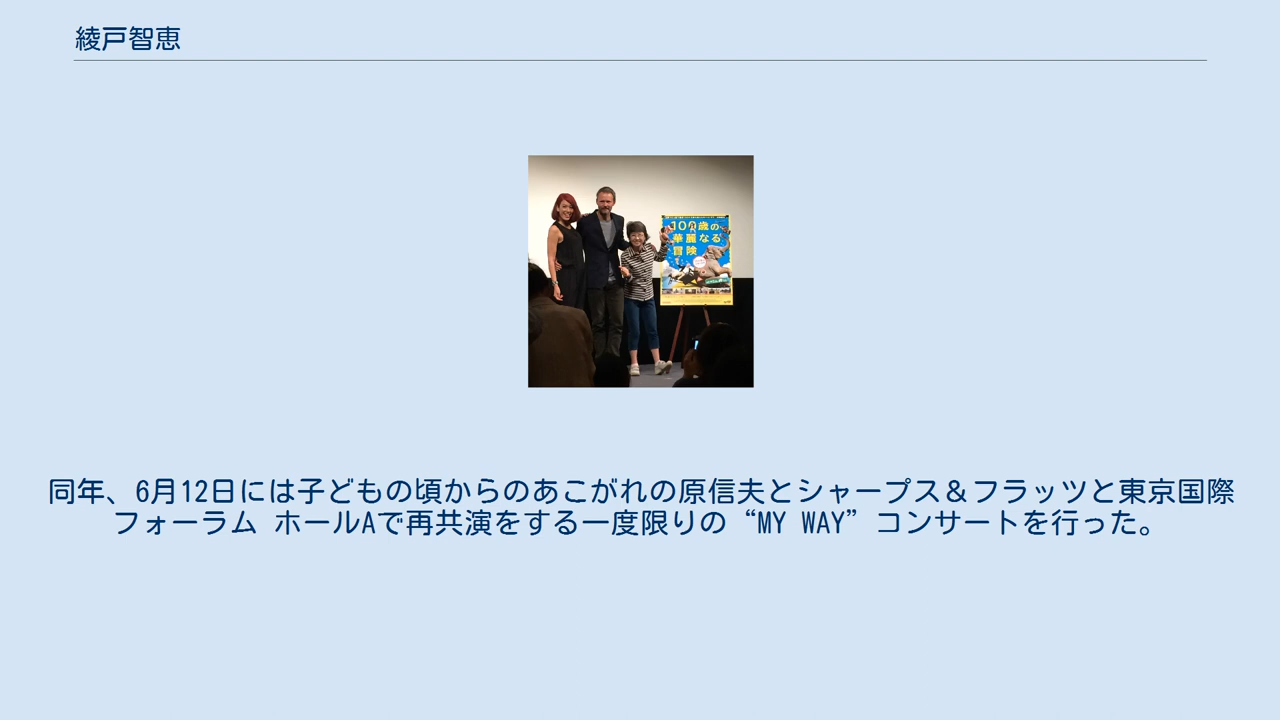 綾戸智恵
100歳の
華麗なる
冒険
同年、6月12日には子どもの頃からのあこがれの原信夫とシャープス＆フラッツと東京国際
フォーラム ホールAで再共演をする一度限りの“MY WAY”コンサートを行った。